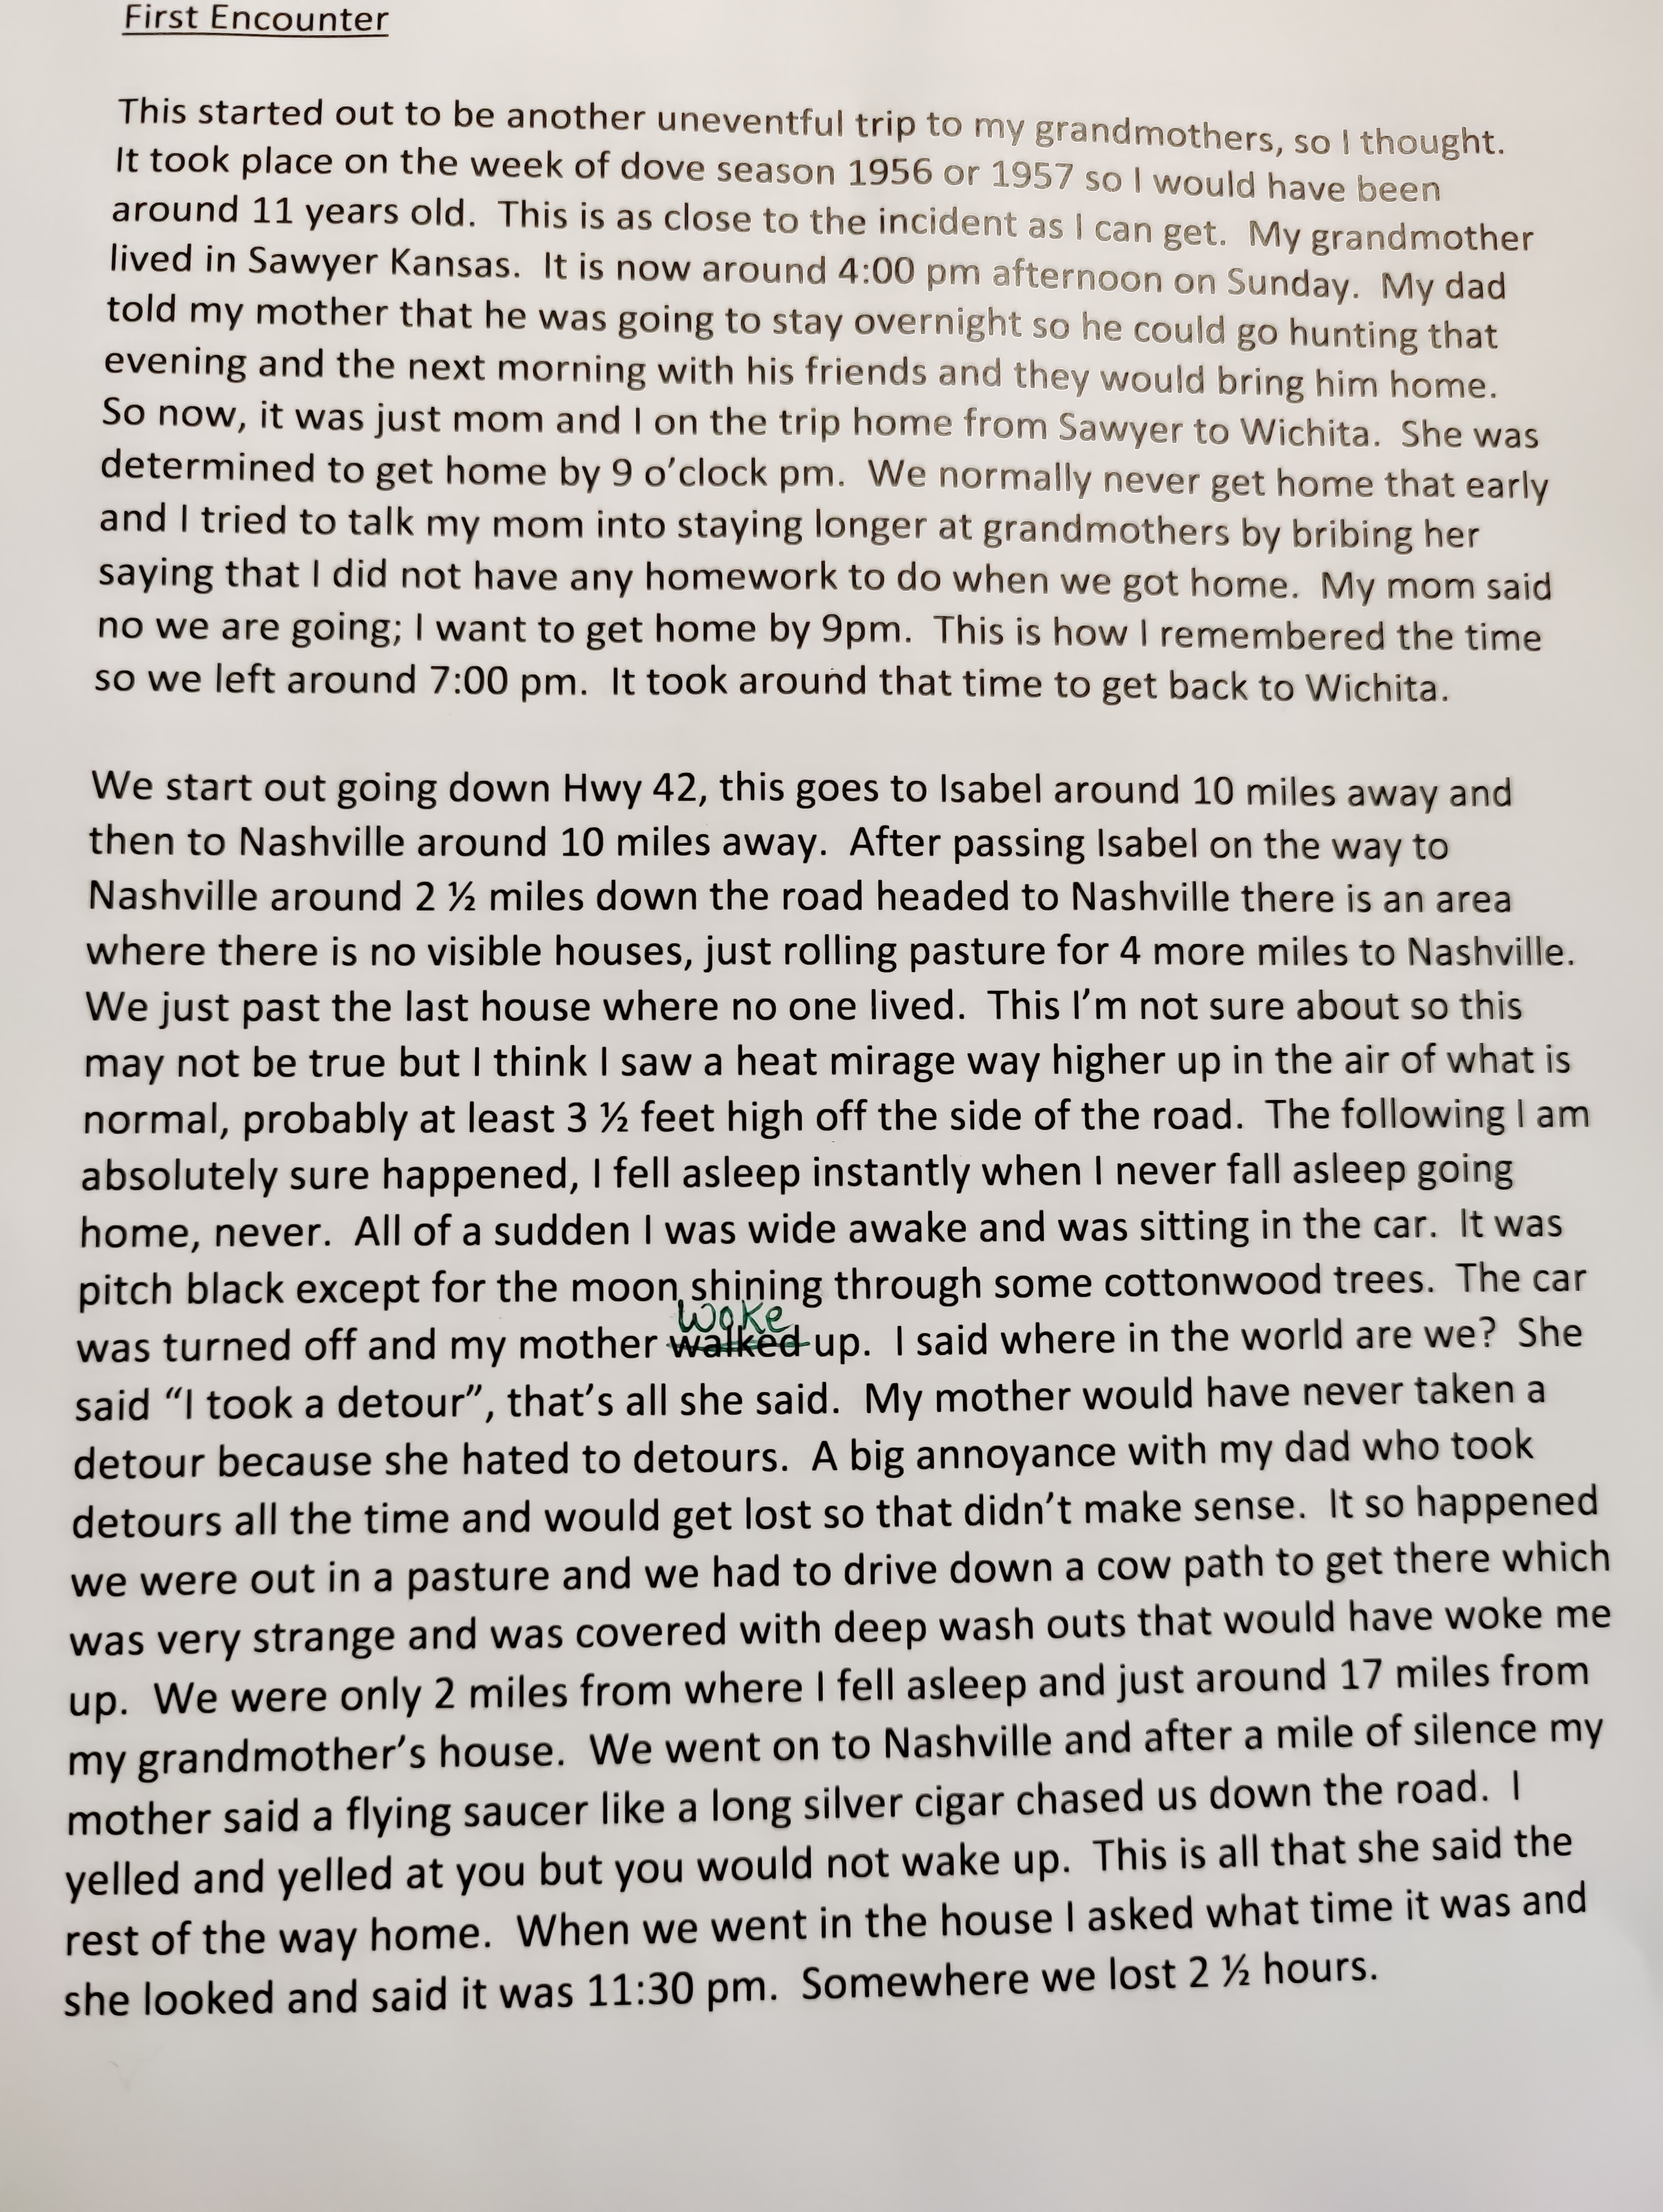 First Encounter
This started out to be another uneventful trip to my grandmothers, so I thought.
It took place on the week of dove season 1956 or 1957 so I would have been
around 11 years old.  This is as close to the incident as I can get.  My grandmother
lived in Sawyer Kansas.  It is now around 4:00 pm afternoon on Sunday.  My dad
told my mother that he was going to stay overnight so he could go hunting that
evening and the next morning with his friends and they would bring him home.
So now, it was just mom and I on the trip home from Sawyer to Wichita.  She was
determined to get home by 9 o’clock pm.  We normally never get home that early
and I tried to talk my mom into staying longer at grandmothers by bribing her
saying that I did not have any homework to do when we got home.  My mom said
no we are going; I want to get home by 9pm.  This is how I remembered the time
so we left around 7:00 pm.  It took around that time to get back to Wichita.
We start out going down Hwy 42, this goes to Isabel around 10 miles away and
then to Nashville around 10 miles away.  After passing Isabel on the way to
Nashville around 2 ½ miles down the road headed to Nashville there is an area
where there is no visible houses, just rolling pasture for 4 more miles to Nashville.
We just past the last house where no one lived.  This I’m not sure about so this
may not be true but I think I saw a heat mirage way higher up in the air of what is
normal, probably at least 3 ½ feet high off the side of the road.  The following I am
absolutely sure happened, I fell asleep instantly when I never fall asleep going
home, never.  All of a sudden I was wide awake and was sitting in the car.  It was
pitch black except for the moon shining through some cottonwood trees.  The car
woke
was turned off and my mother walked up.  I said where in the world are we?  She
said “I took a detour”, that’s all she said.  My mother would have never taken a
detour because she hated to detours.  A big annoyance with my dad who took
detours all the time and would get lost so that didn’t make sense.  It so happened
we were out in a pasture and we had to drive down a cow path to get there which
was very strange and was covered with deep wash outs that would have woke me
up.  We were only 2 miles from where I fell asleep and just around 17 miles from
my grandmother’s house.  We went on to Nashville and after a mile of silence my
mother said a flying saucer like a long silver cigar chased us down the road.  I
yelled and yelled at you but you would not wake up.  This is all that she said the
rest of the way home.  When we went in the house I asked what time it was and
she looked and said it was 11:30 pm.  Somewhere we lost 2 ½ hours.